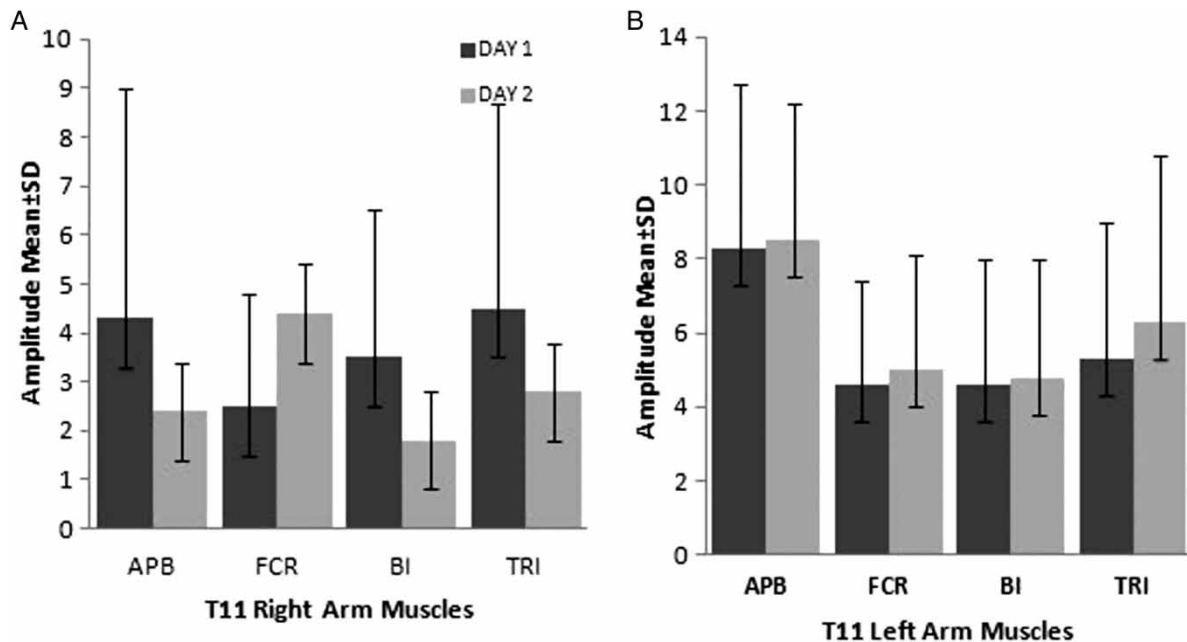 A
Amplitude Mean±SD
10
9
8
7
6
5
4
3
2
1
0
DAY 1
DAY 2
APB FCR BI TRI
T11 Right Arm Muscles
B
Amplitude Mean±SD
14
12
10
8
6
4
2
0
APB FCR BI TRI
T11 Left Arm Muscles